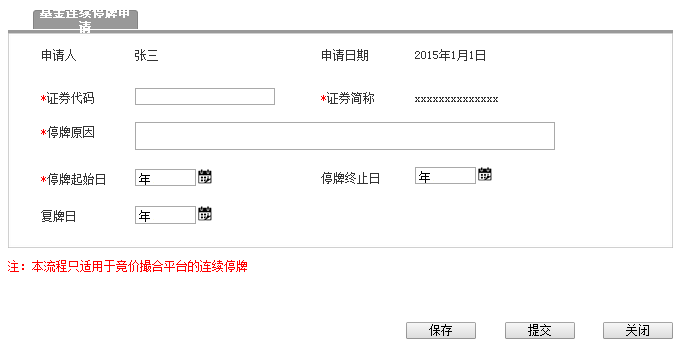 基金连续停牌申
请
申请人 张三 申请日期 2015年1月1日
*证券代码 *证券简称 xxxxxxxxxxxxxx
*停牌原因
*停牌起始日 年 停牌终止日 年
复牌日 年
注：本流程只适用于竞价撮合平台的连续停牌
保存 提交 关闭